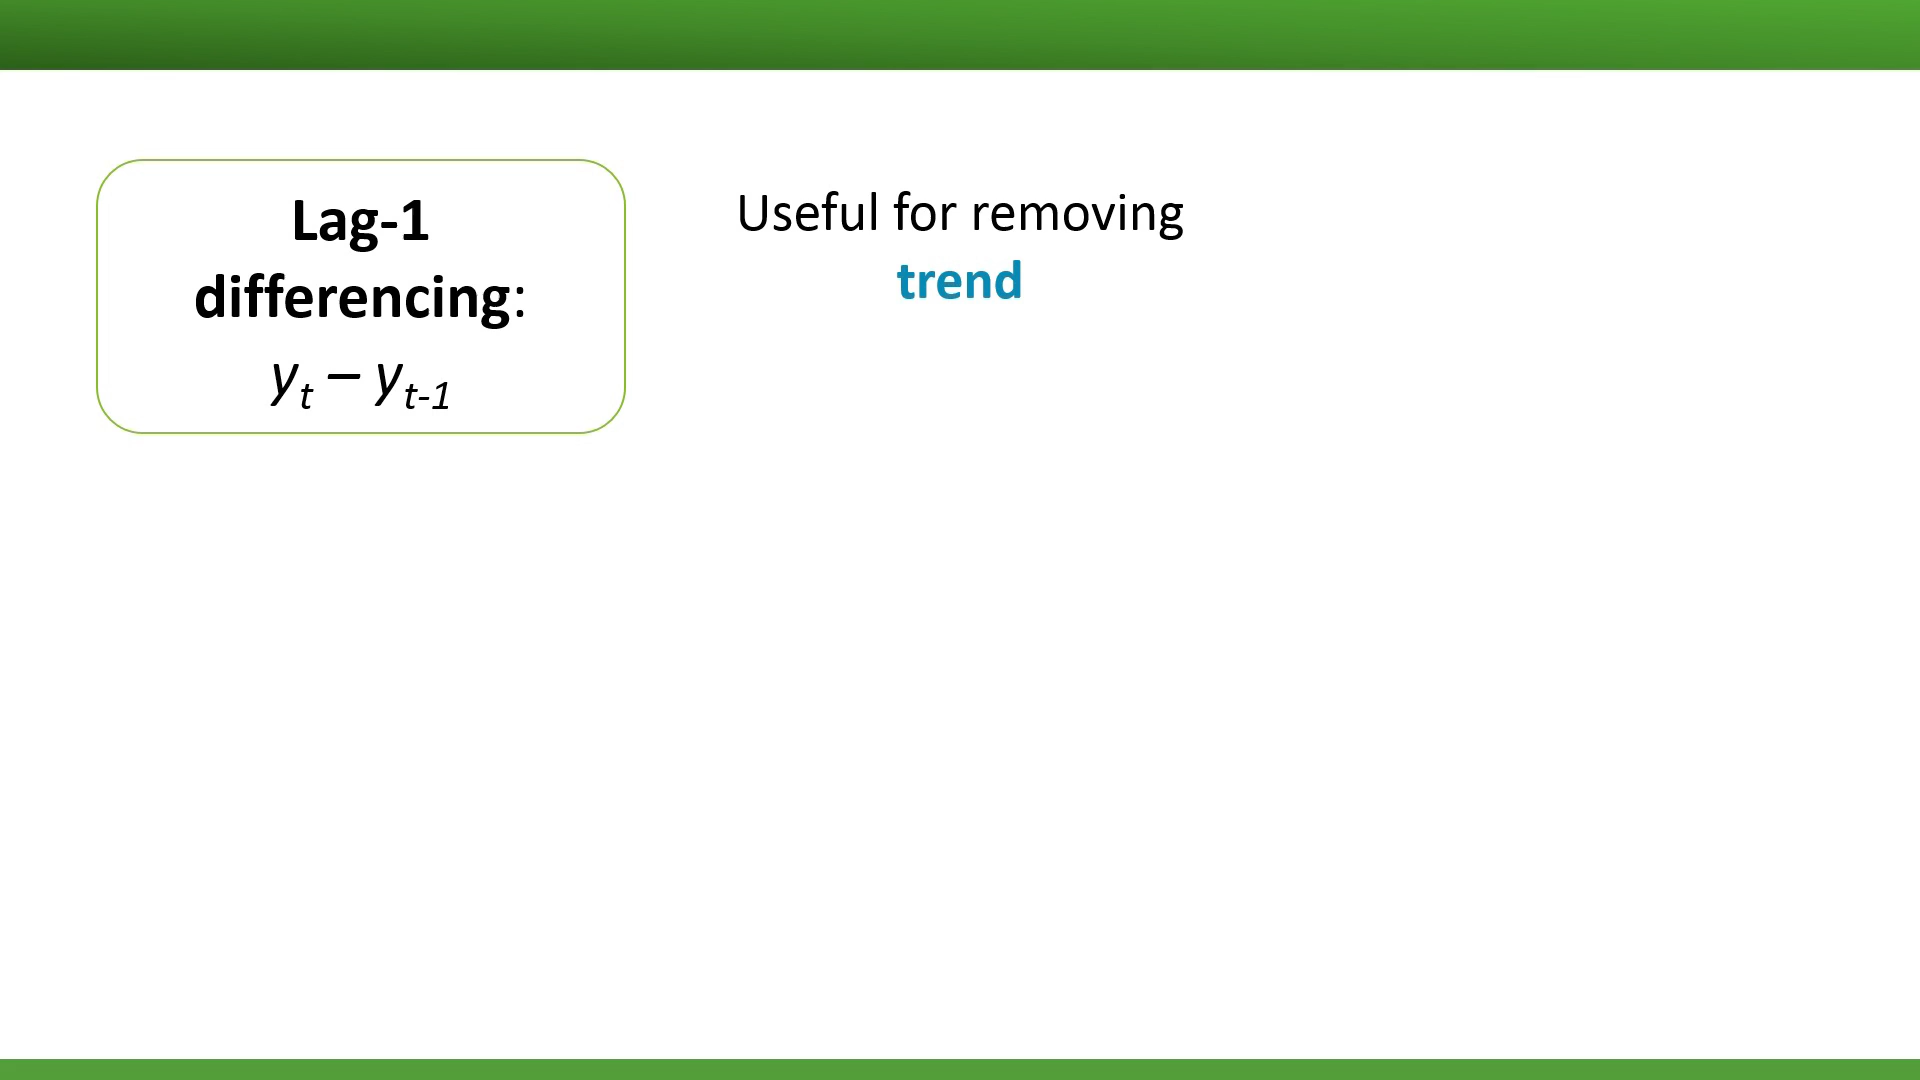 Lag-1
differencing:
yₜ – yₜ₋₁
Useful for removing
trend